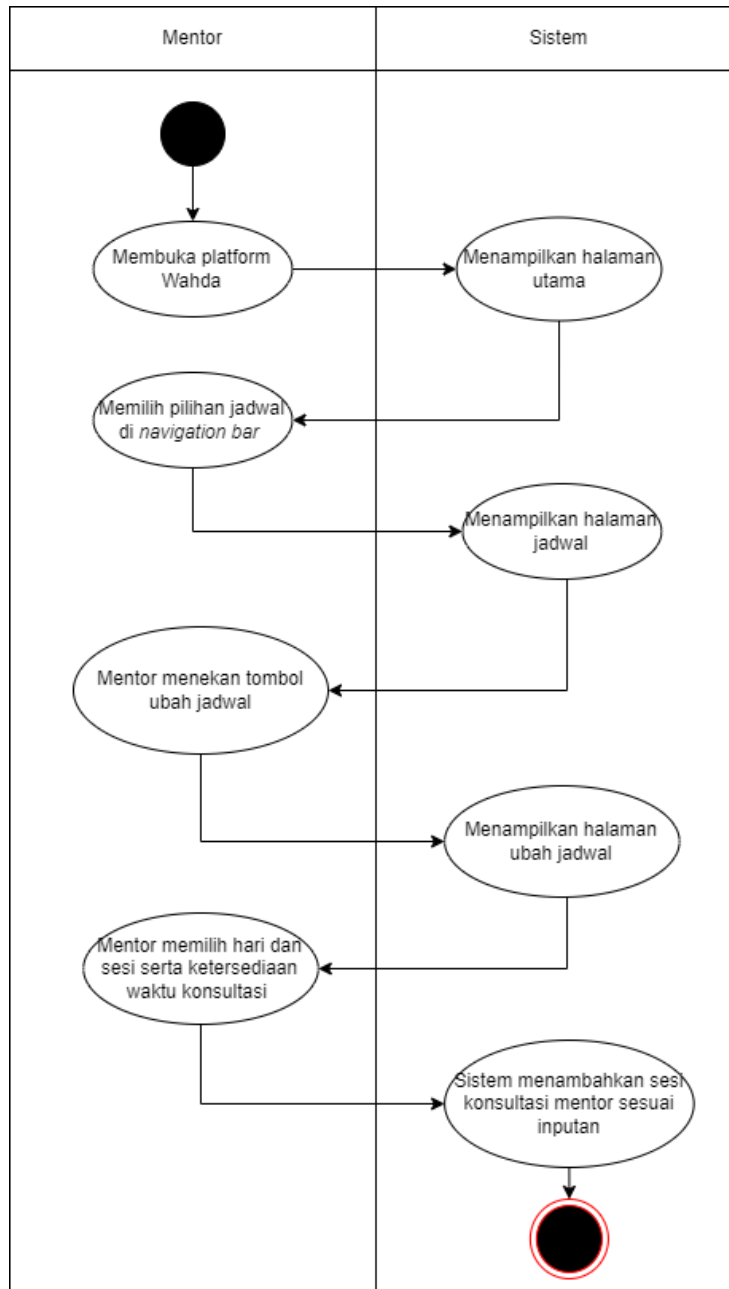 Mentor
Sistem
Membuka platform
Wahda
Menampilkan halaman
utama
Memilih pilihan jadwal
di navigation bar
Menampilkan halaman
jadwal
Mentor menekan tombol
ubah jadwal
Menampilkan halaman
ubah jadwal
Mentor memilih hari dan
sesi serta ketersediaan
waktu konsultasi
Sistem menambahkan sesi
konsultasi mentor sesuai
inputan